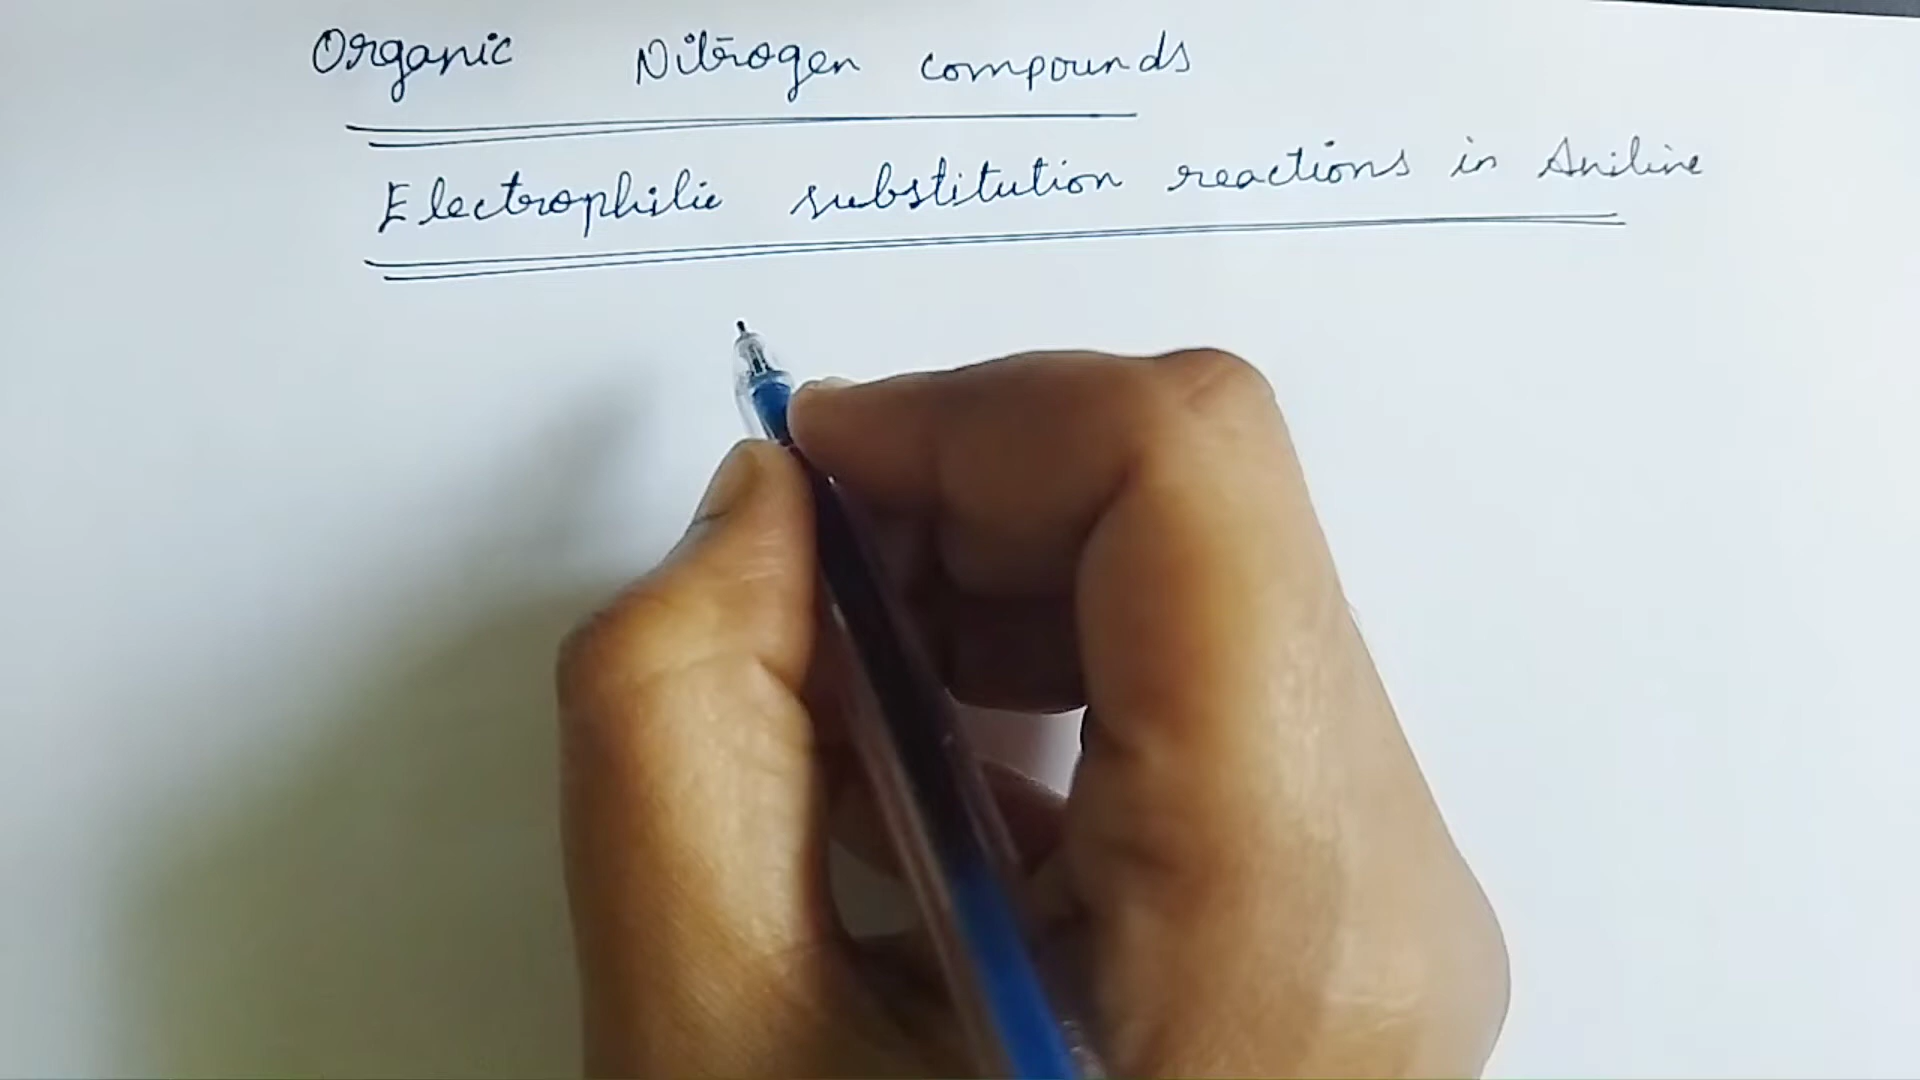 Organic Nitrogen compounds
Electrophilic substitution reactions in Aniline